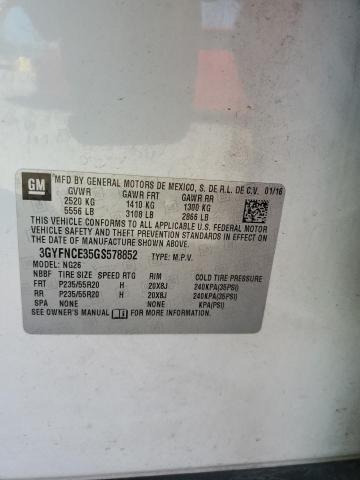 GM
MFD BY GENERAL MOTORS DE MEXICO, S. DE R.L. DE C.V. 01/16
GVWR GAWR FRT GAWR RR
2520 KG 1410 KG 1300 KG
5556 LB 3108 LB 2866 LB
THIS VEHICLE CONFORMS TO ALL APPLICABLE U.S. FEDERAL MOTOR
VEHICLE SAFETY AND THEFT PREVENTION STANDARDS IN EFFECT
ON THE DATE OF MANUFACTURE SHOWN ABOVE.
3GYFNCE35GS578852 TYPE: M.P.V.
MODEL: NG26
NBBF TIRE SIZE SPEED RTG RIM COLD TIRE PRESSURE
FRT P235/55R20 H 20X8J 240KPA(35PSI)
RR P235/55R20 H 20X8J 240KPA(35PSI)
SPA NONE NONE KPA(PSI)
SEE OWNER'S MANUAL FOR MORE INFORMATION